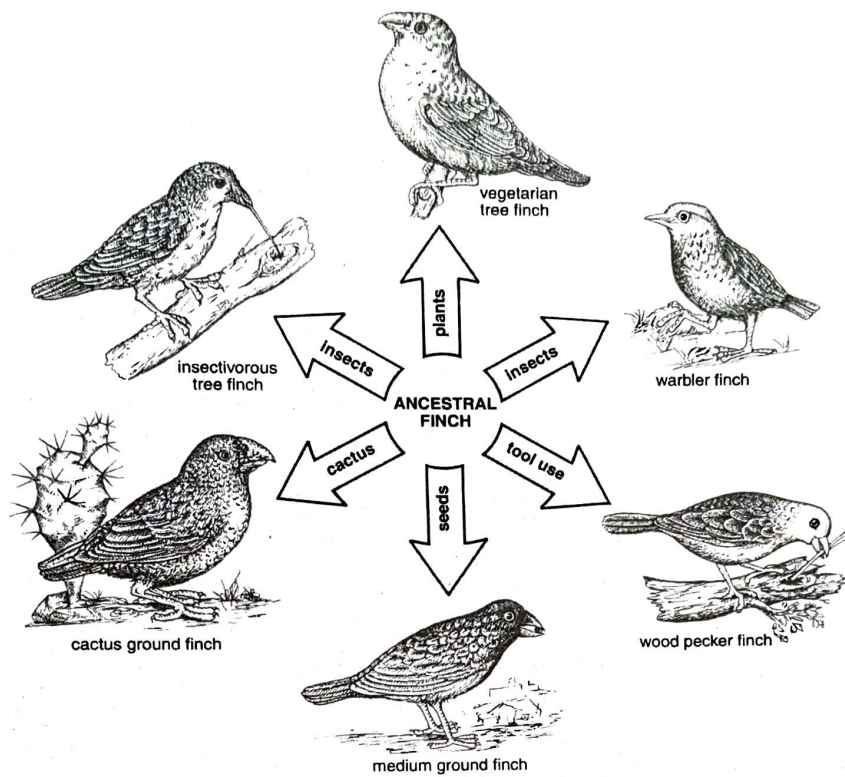 vegetarian
tree finch
plants
insectivorous
tree finch
insects
insects
warbler finch
ANCESTRAL
FINCH
cactus
tool use
seeds
cactus ground finch
wood pecker finch
medium ground finch